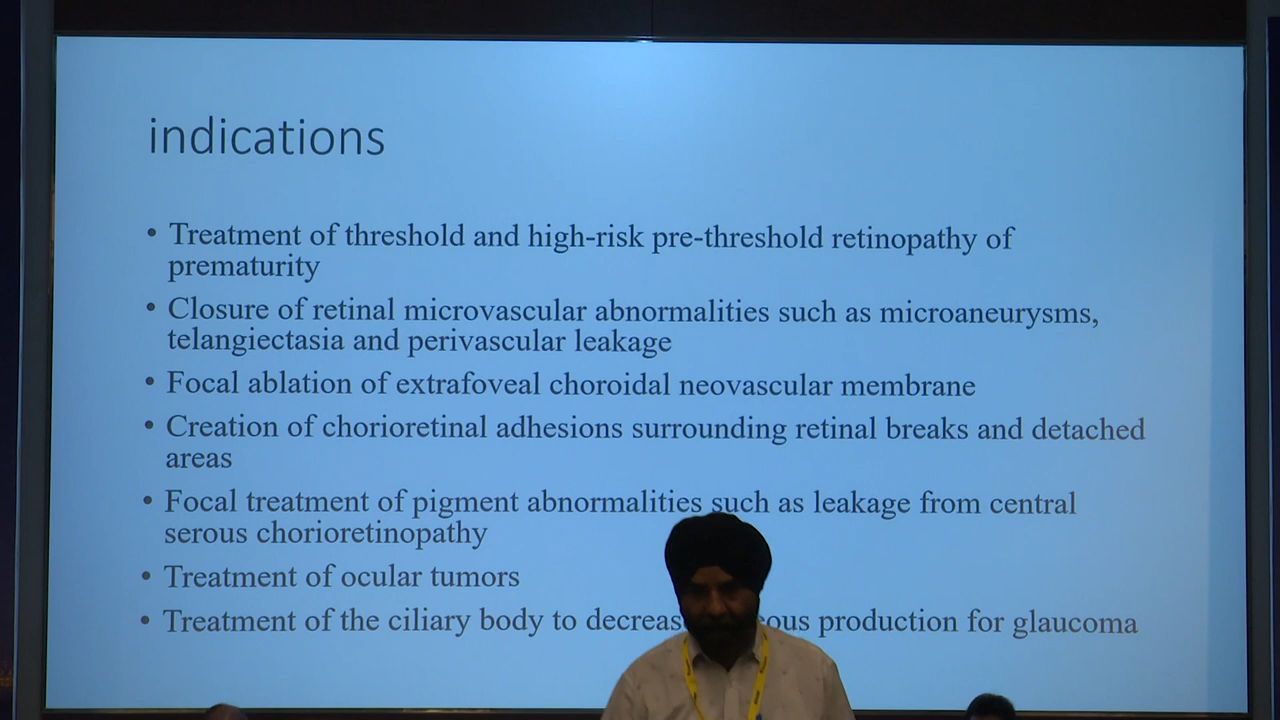 indications
• Treatment of threshold and high-risk pre-threshold retinopathy of
prematurity
• Closure of retinal microvascular abnormalities such as microaneurysms,
telangiectasia and perivascular leakage
• Focal ablation of extrafoveal choroidal neovascular membrane
• Creation of chorioretinal adhesions surrounding retinal breaks and detached
areas
• Focal treatment of pigment abnormalities such as leakage from central
serous chorioretinopathy
• Treatment of ocular tumors
• Treatment of the ciliary body to decreas ous production for glaucoma